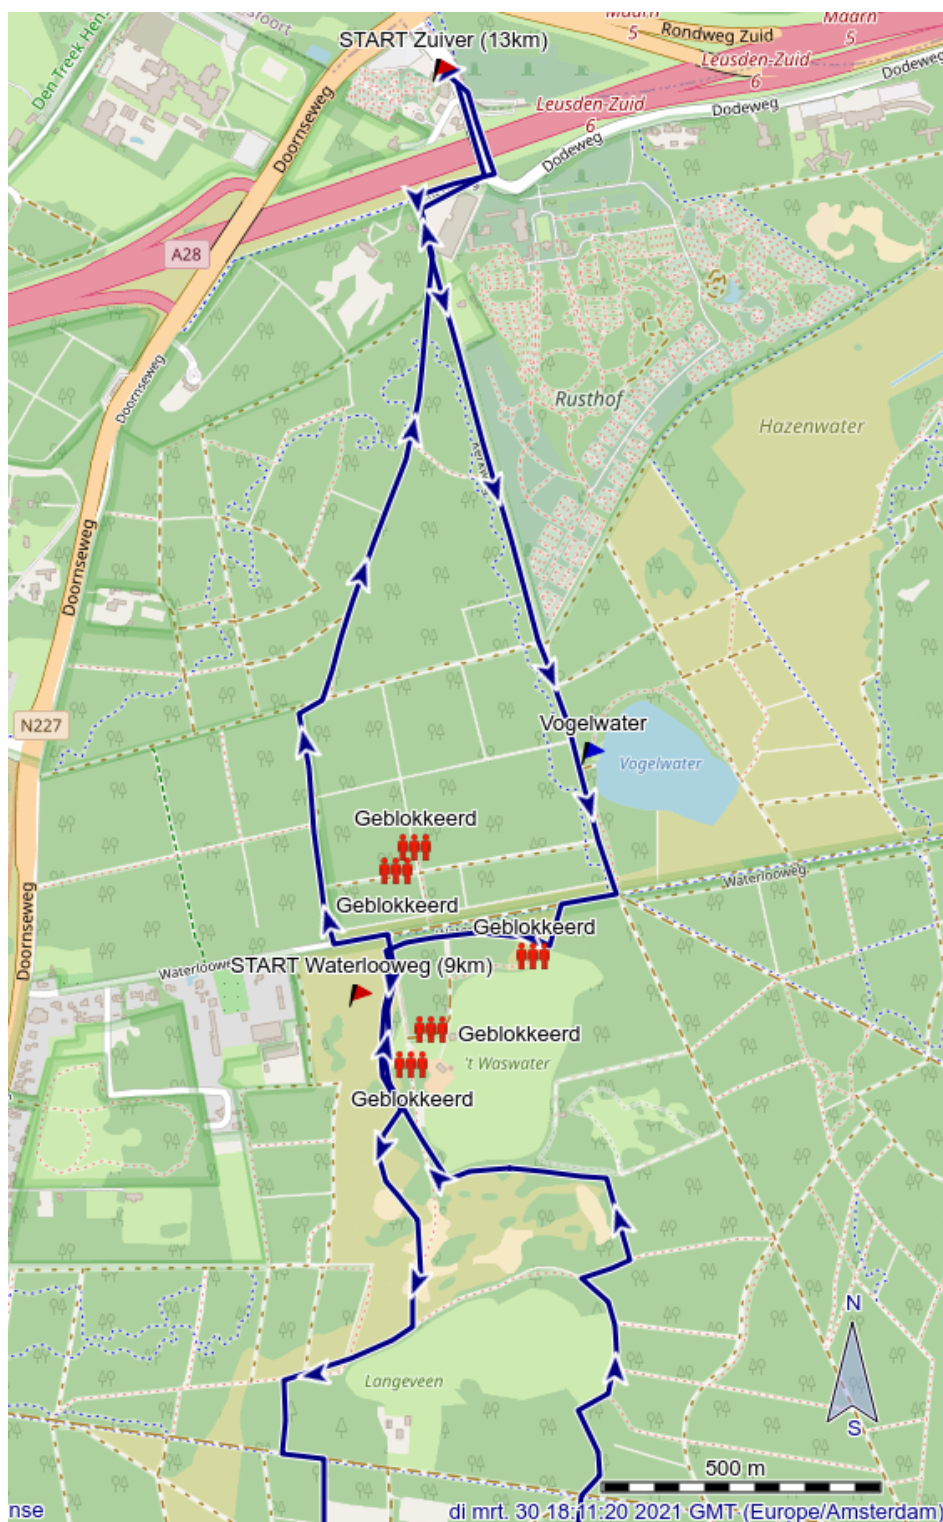 Maarn
5
Maarn
5
Rondweg Zuid
START Zuiver (13km)
Leusden-Zuid
6
Dodeweg
Leusden-Zuid
6
Dodeweg
Dodeweg
Doornseweg
A28
Doornseweg
Rusthof
Hazenwater
Doornseweg
N227
Vogelwater
Vogelwater
Geblokkeerd
Waterlooweg
Geblokkeerd
Doornseweg
Geblokkeerd
START Waterlooweg (9km)
Geblokkeerd
't Waswater
Geblokkeerd
N
Langeveen
S
500 m
nse
di mrt. 30 18:11:20 2021 GMT (Europe/Amsterdam)